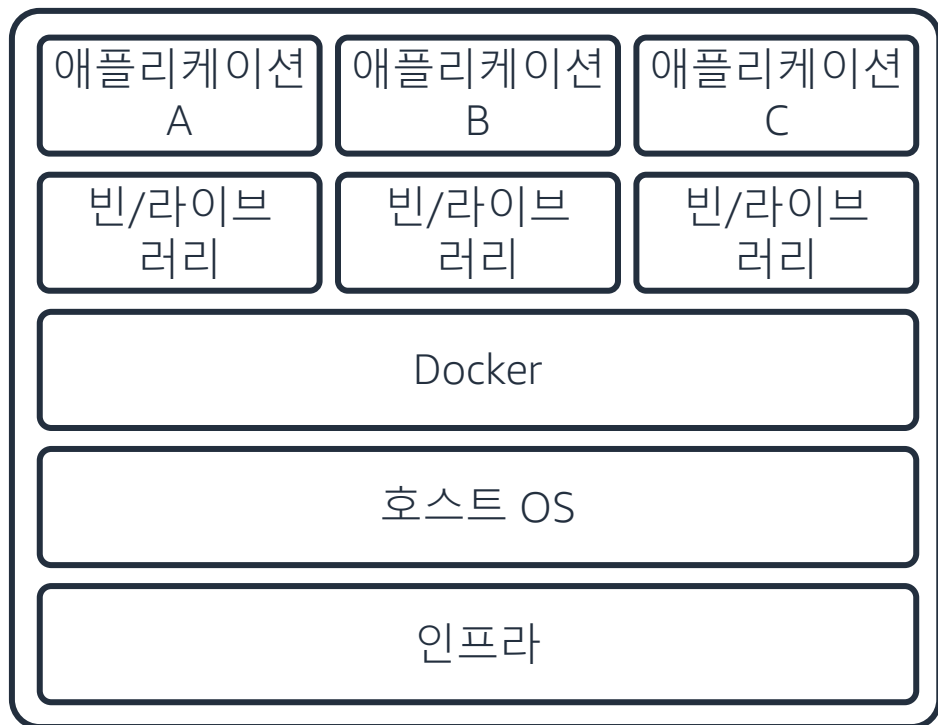 애플리케이션 애플리케이션 애플리케이션
A B C
빈/라이브 빈/라이브 빈/라이브
러리 러리 러리
Docker
호스트 OS
인프라